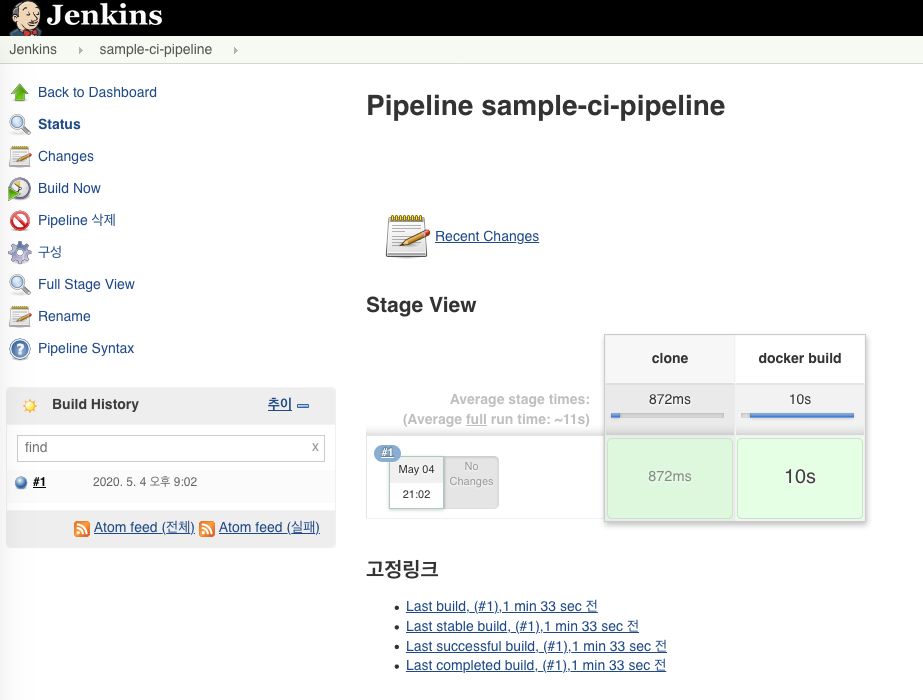 Jenkins
Jenkins
sample-ci-pipeline
Back to Dashboard
Status
Changes
Build Now
Pipeline 삭제
구성
Full Stage View
Rename
Pipeline Syntax
Build History
추이
find
x
#1
2020. 5. 4 오후 9:02
Atom feed (전체)
Atom feed (실패)
Pipeline sample-ci-pipeline
Recent Changes
Stage View
clone
docker build
Average stage times:
872ms
10s
(Average full run time: ~11s)
#1
May 04
21:02
No
Changes
872ms
10s
고정링크
Last build, (#1),1 min 33 sec 전
Last stable build, (#1),1 min 33 sec 전
Last successful build, (#1),1 min 33 sec 전
Last completed build, (#1),1 min 33 sec 전